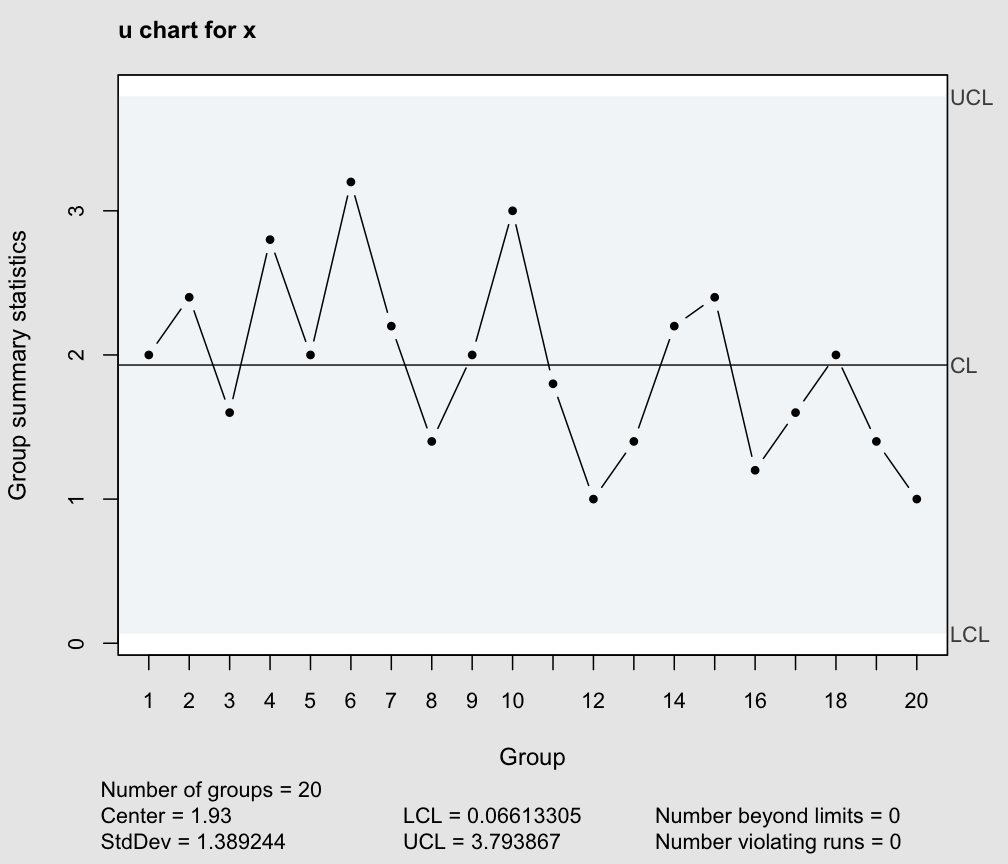 u chart for x
UCL
3
2
CL
1
LCL
0
Group summary statistics
1 2 3 4 5 6 7 8 9 10 12 14 16 18 20
Group
Number of groups = 20
Center = 1.93 LCL = 0.06613305 Number beyond limits = 0
StdDev = 1.389244 UCL = 3.793867 Number violating runs = 0